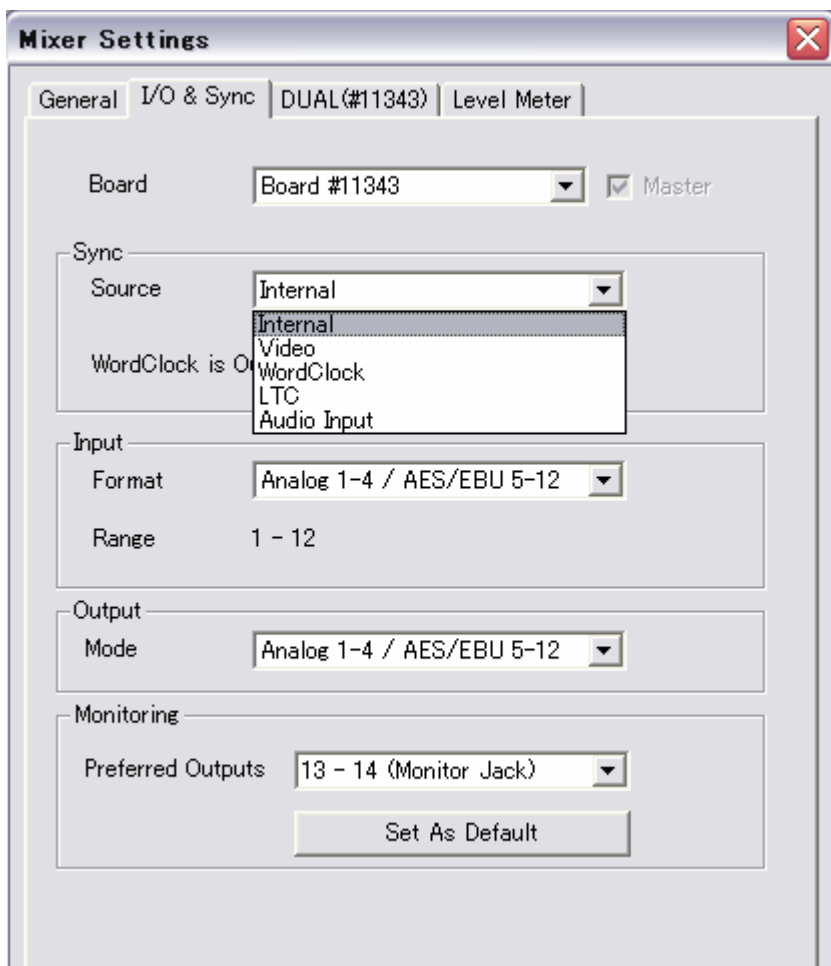 Mixer Settings
General I/O & Sync DUAL(#11343) Level Meter
Board Board #11343 Master
Sync
Source Internal
Internal
Video
WordClock is
WordClock
LTC
Audio Input
Input
Format Analog 1-4 / AES/EBU 5-12
Range 1 - 12
Output
Mode Analog 1-4 / AES/EBU 5-12
Monitoring
Preferred Outputs 13 - 14 (Monitor Jack)
Set As Default